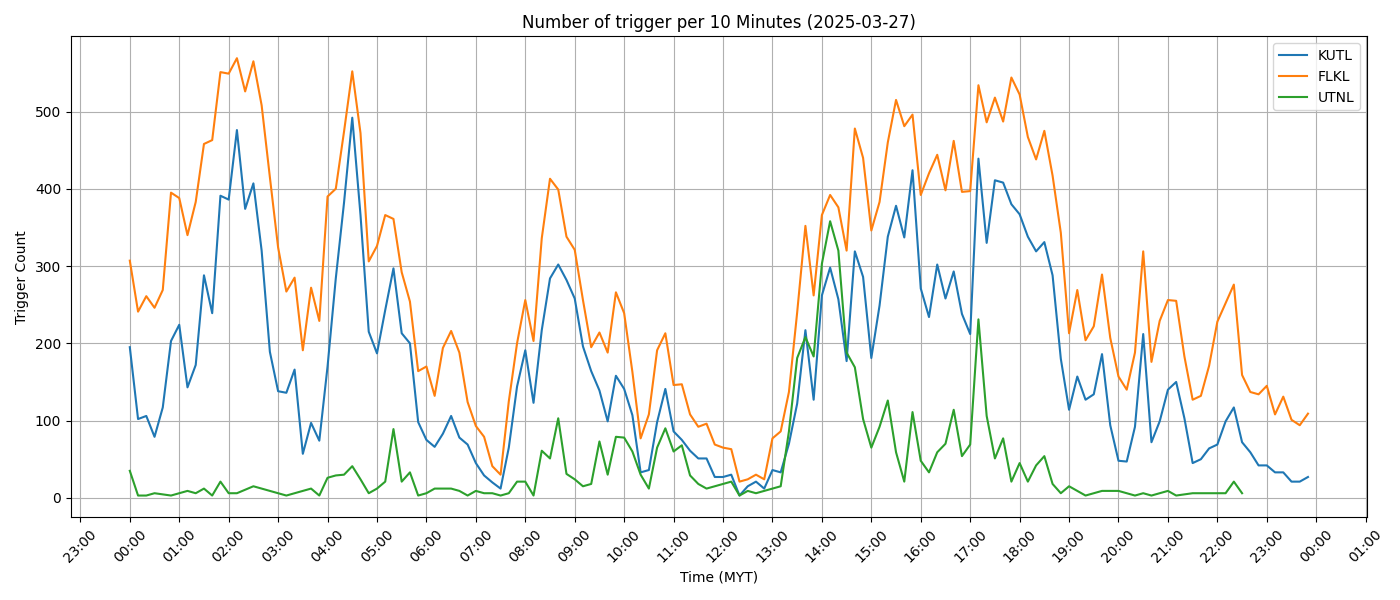 Number of trigger per 10 Minutes (2025-03-27)
KUTL
FLKL
UTNL
Trigger Count
500
400
300
200
100
0
23:00 00:00 01:00 02:00 03:00 04:00 05:00 06:00 07:00 08:00 09:00 10:00 11:00 12:00 13:00 14:00 15:00 16:00 17:00 18:00 19:00 20:00 21:00 22:00 23:00 00:00 01:00
Time (MYT)